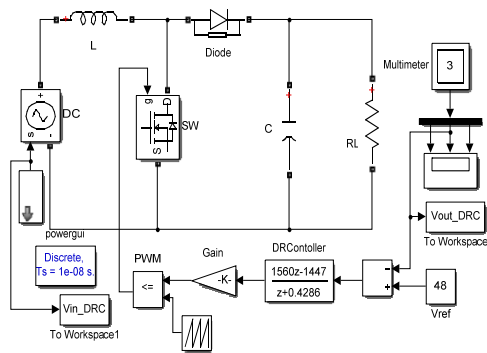 L
Diode
Multimeter
3
+
DC
s
-
g
D
SW
S
C
RL
powergui
Vout_DRC
To Workspace
Discrete,
Ts = 1e-08 s.
PWM
<=
Gain
-K-
DRContoller
1560z-1447
z+0.4286
-
+
48
Vref
Vin_DRC
To Workspace1